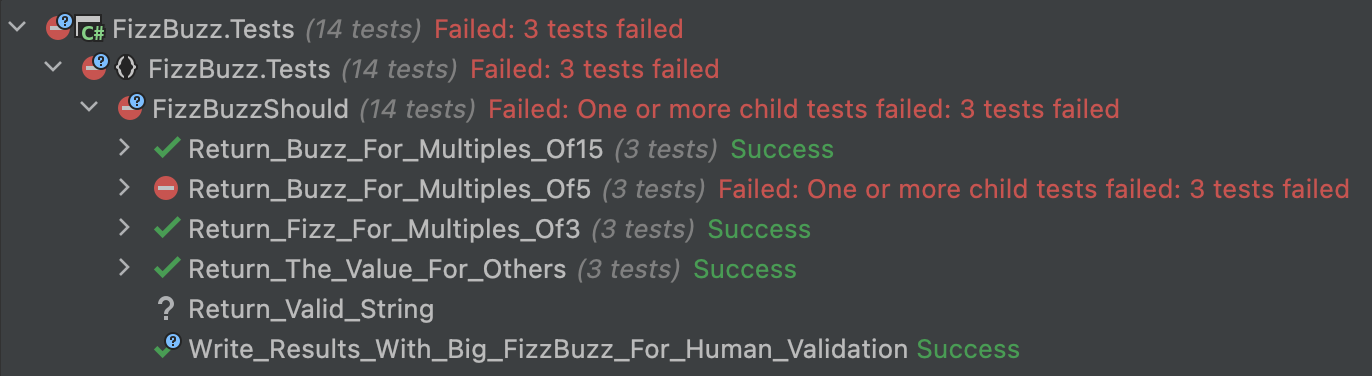 C# FizzBuzz.Tests (14 tests) Failed: 3 tests failed
FizzBuzz.Tests (14 tests) Failed: 3 tests failed
FizzBuzzShould (14 tests) Failed: One or more child tests failed: 3 tests failed
Return_Buzz_For_Multiples_Of15 (3 tests) Success
Return_Buzz_For_Multiples_Of5 (3 tests) Failed: One or more child tests failed: 3 tests failed
Return_Fizz_For_Multiples_Of3 (3 tests) Success
Return_The_Value_For_Others (3 tests) Success
? Return_Valid_String
Write_Results_With_Big_FizzBuzz_For_Human_Validation Success